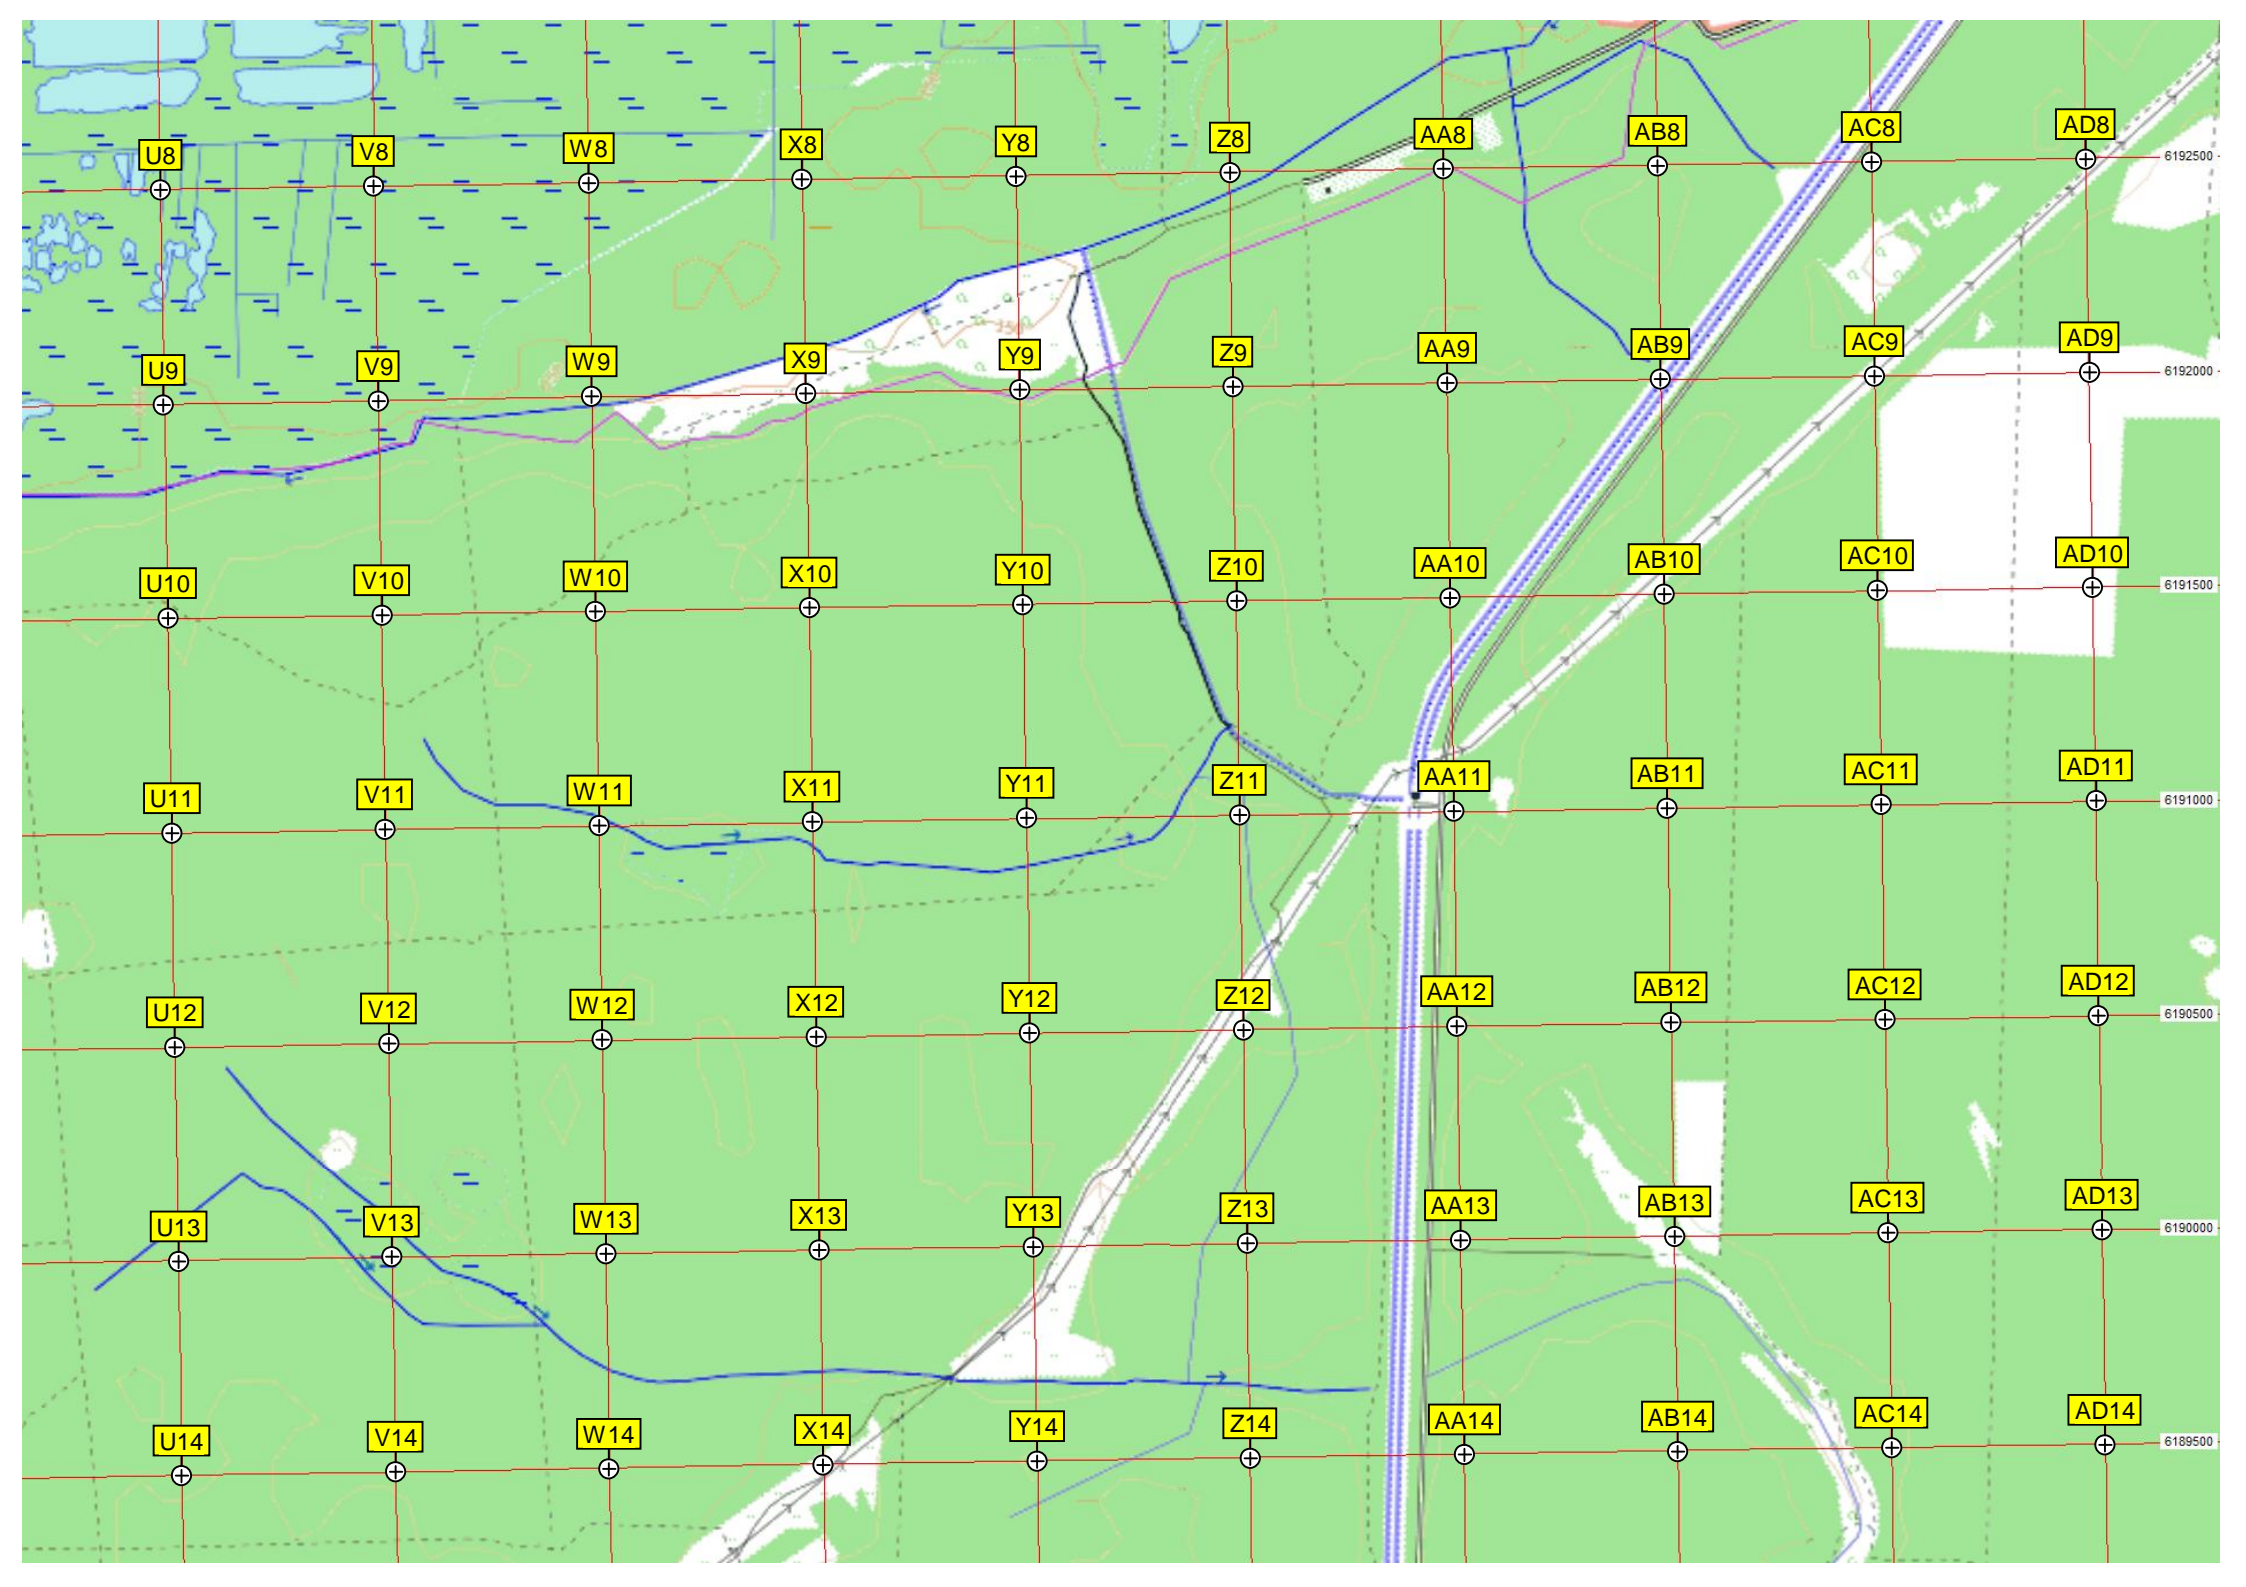 U8 V8 W8 X8 Y8 Z8 AA8 AB8 AC8 AD8
6192500
U9 V9 W9 X9 Y9 Z9 AA9 AB9 AC9 AD9
6192000
U10 V10 W10 X10 Y10 Z10 AA10 AB10 AC10 AD10
6191500
U11 V11 W11 X11 Y11 Z11 AA11 AB11 AC11 AD11
6191000
U12 V12 W12 X12 Y12 Z12 AA12 AB12 AC12 AD12
6190500
U13 V13 W13 X13 Y13 Z13 AA13 AB13 AC13 AD13
6190000
U14 V14 W14 X14 Y14 Z14 AA14 AB14 AC14 AD14
6189500